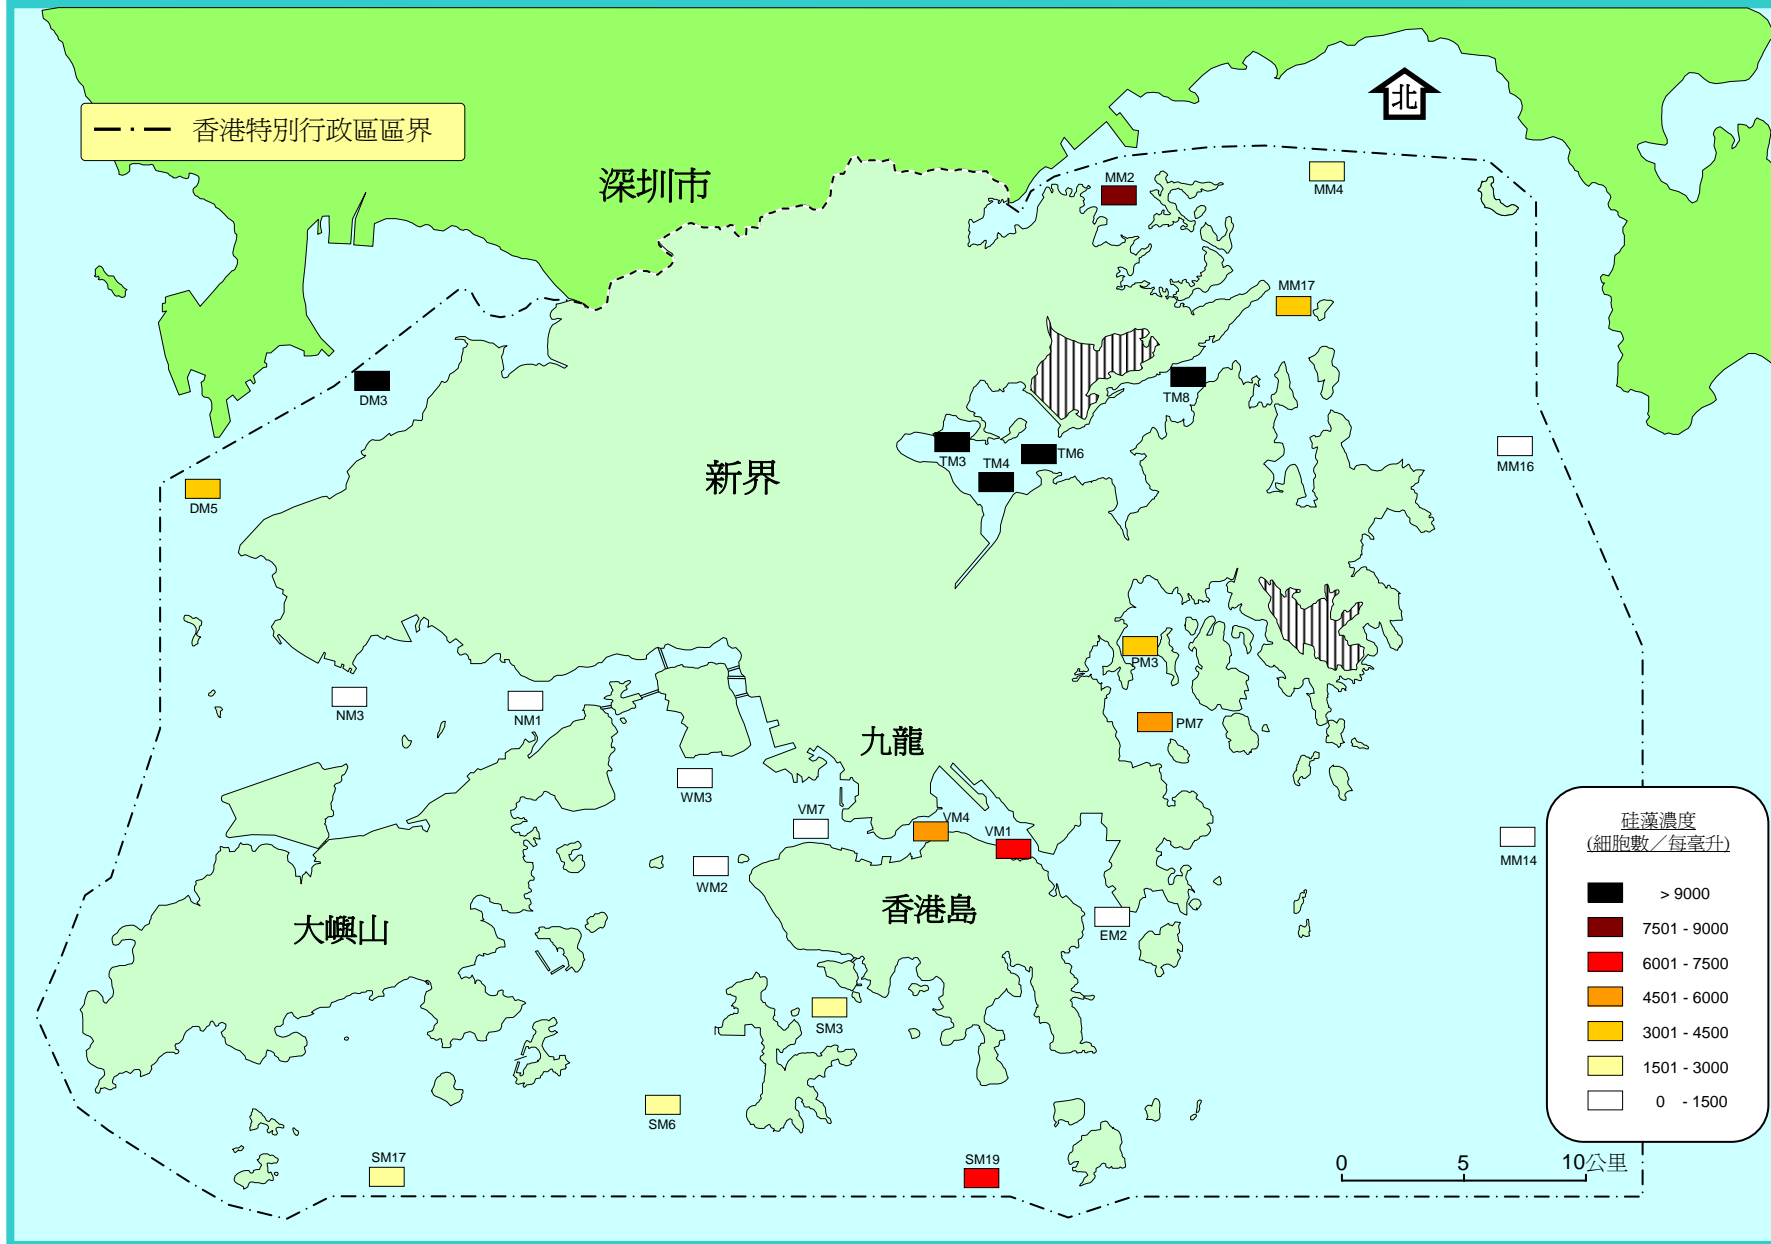 北
香港特別行政區區界
深圳市
MM2
MM4
MM17
DM3
TM8
TM3
TM4
TM6
新界
MM16
DM5
PM3
NM3
NM1
PM7
九龍
WM3
VM7
VM4
VM1
MM14
WM2
大嶼山
香港島
EM2
SM3
SM6
SM17
SM19
硅藻濃度
(細胞數／每毫升)
> 9000
7501 - 9000
6001 - 7500
4501 - 6000
3001 - 4500
1501 - 3000
0 - 1500
0 5 10公里